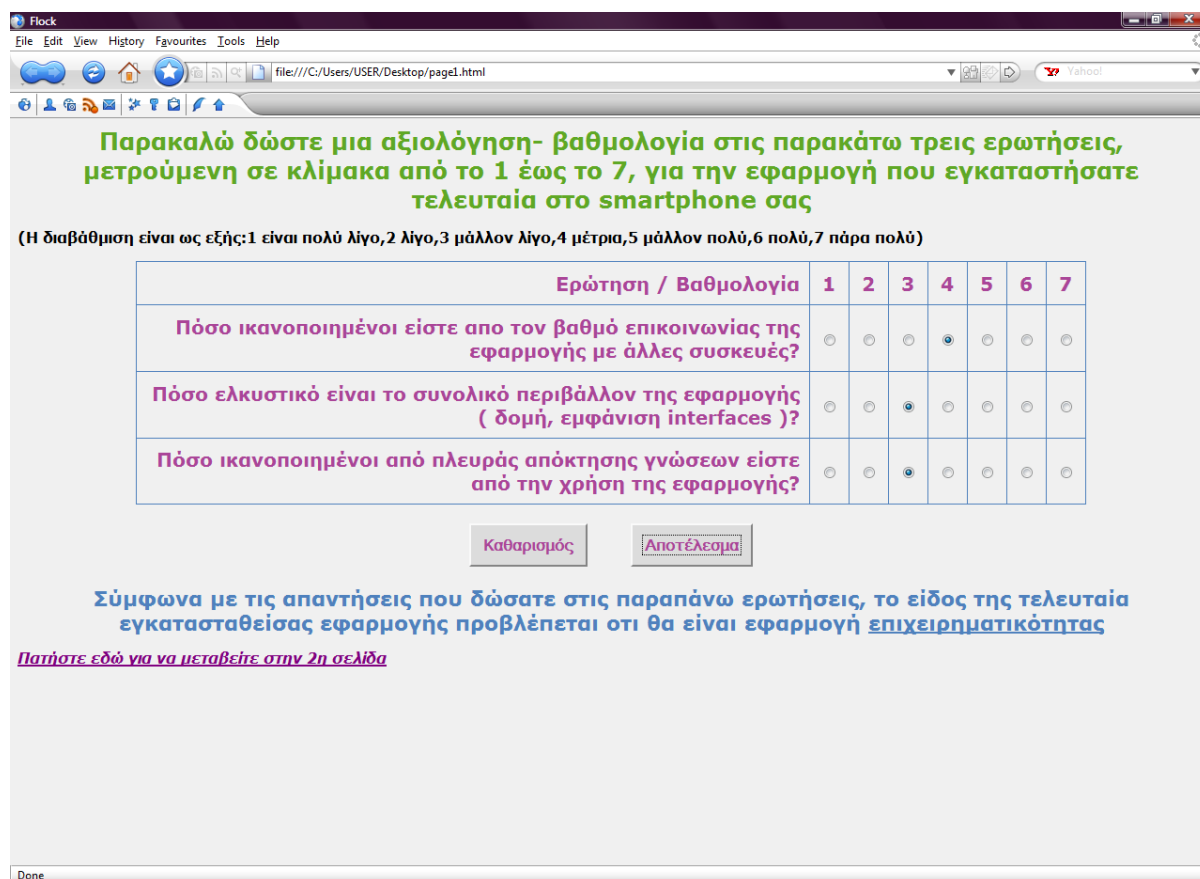 Flock
File Edit View History Favourites Tools Help
file:///C:/Users/USER/Desktop/page1.html
Yahoo!
Παρακαλώ δώστε μια αξιολόγηση- βαθμολογία στις παρακάτω τρεις ερωτήσεις,
μετρούμενη σε κλίμακα από το 1 έως το 7, για την εφαρμογή που εγκαταστήσατε
τελευταία στο smartphone σας
(Η διαβάθμιση είναι ως εξής:1 είναι πολύ λίγο,2 λίγο,3 μάλλον λίγο,4 μέτρια,5 μάλλον πολύ,6 πολύ,7 πάρα πολύ)
Ερώτηση / Βαθμολογία 1 2 3 4 5 6 7
Πόσο ικανοποιημένοι είστε απο τον βαθμό επικοινωνίας της
εφαρμογής με άλλες συσκευές?
Πόσο ελκυστικό είναι το συνολικό περιβάλλον της εφαρμογής
( δομή, εμφάνιση interfaces )?
Πόσο ικανοποιημένοι από πλευράς απόκτησης γνώσεων είστε
από την χρήση της εφαρμογής?
Καθαρισμός Αποτέλεσμα
Σύμφωνα με τις απαντήσεις που δώσατε στις παραπάνω ερωτήσεις, το είδος της τελευταία
εγκατασταθείσας εφαρμογής προβλέπεται οτι θα είναι εφαρμογή επιχειρηματικότητας
Πατήστε εδώ για να μεταβείτε στην 2η σελίδα
Done